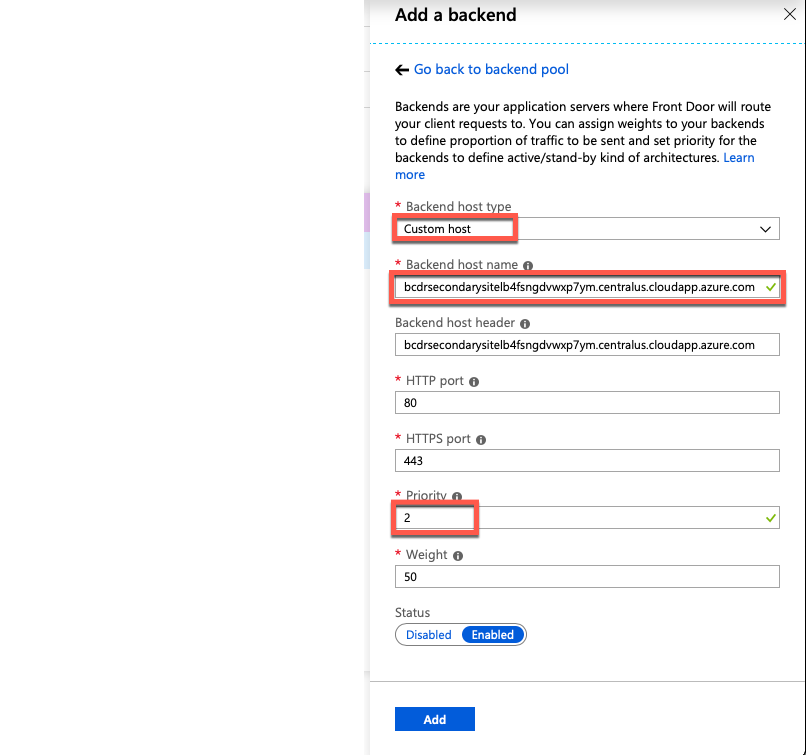 Add a backend
Go back to backend pool
Backends are your application servers where Front Door will route
your client requests to. You can assign weights to your backends
to define proportion of traffic to be sent and set priority for the
backends to define active/stand-by kind of architectures. Learn
more
* Backend host type
Custom host
* Backend host name
bcdrsecondarysitelb4fsngdvwxp7ym.centralus.cloudapp.azure.com
Backend host header
bcdrsecondarysitelb4fsngdvwxp7ym.centralus.cloudapp.azure.com
* HTTP port
80
* HTTPS port
443
* Priority
2
* Weight
50
Status
Disabled Enabled
Add